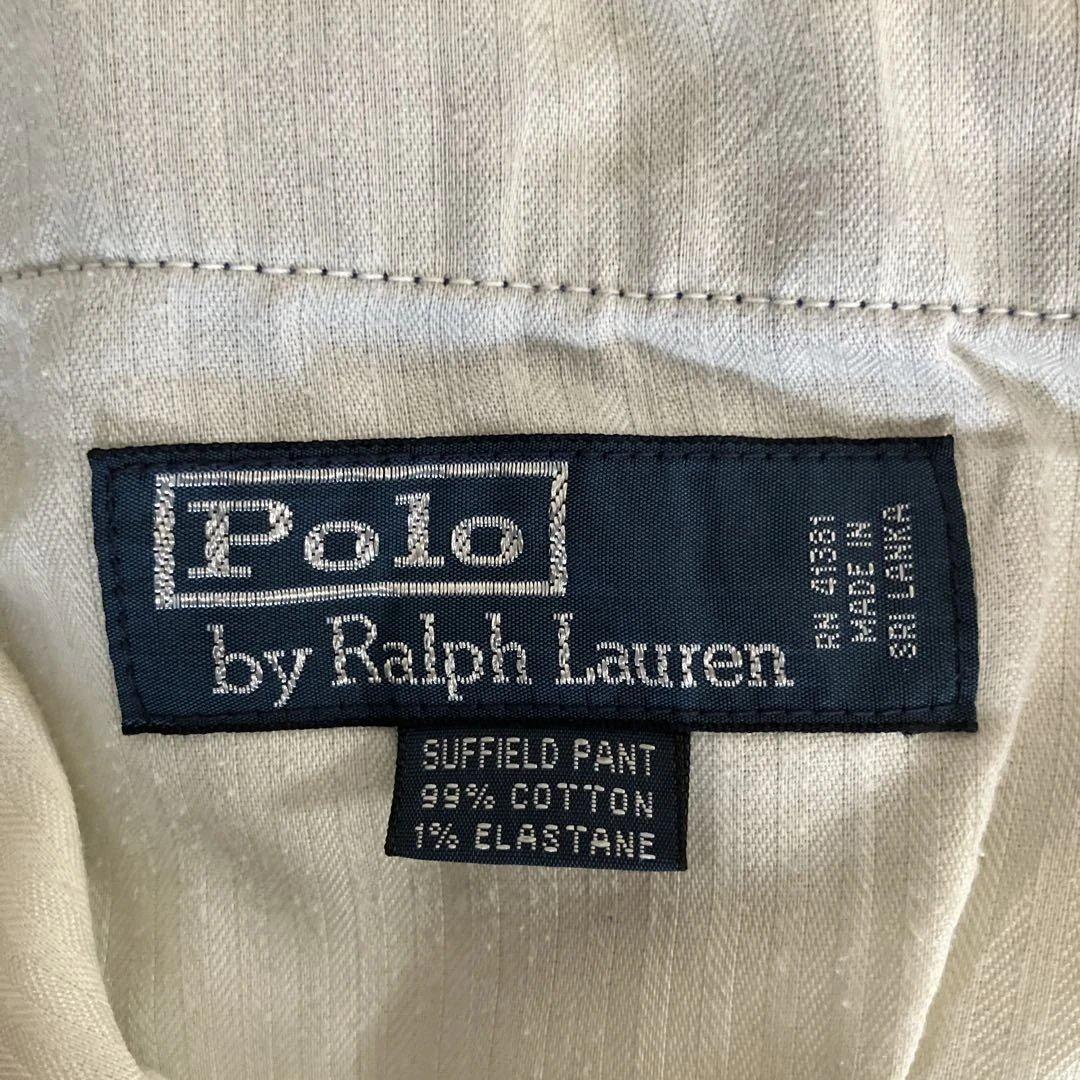 Polo
by Ralph Lauren
RN 41381
MADE IN
SRI LANKA
SUFFIELD PANT
99% COTTON
1% ELASTANE